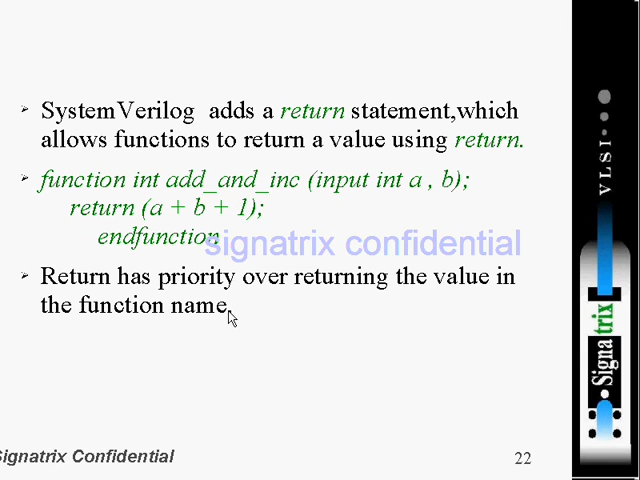 SystemVerilog adds a return statement,which
allows functions to return a value using return.
function int add_and_inc (input int a , b);
return (a + b + 1);
endfunction
signatrix confidential
Return has priority over returning the value in
the function name.
Signatrix Confidential
22
VLSI
Signatrix